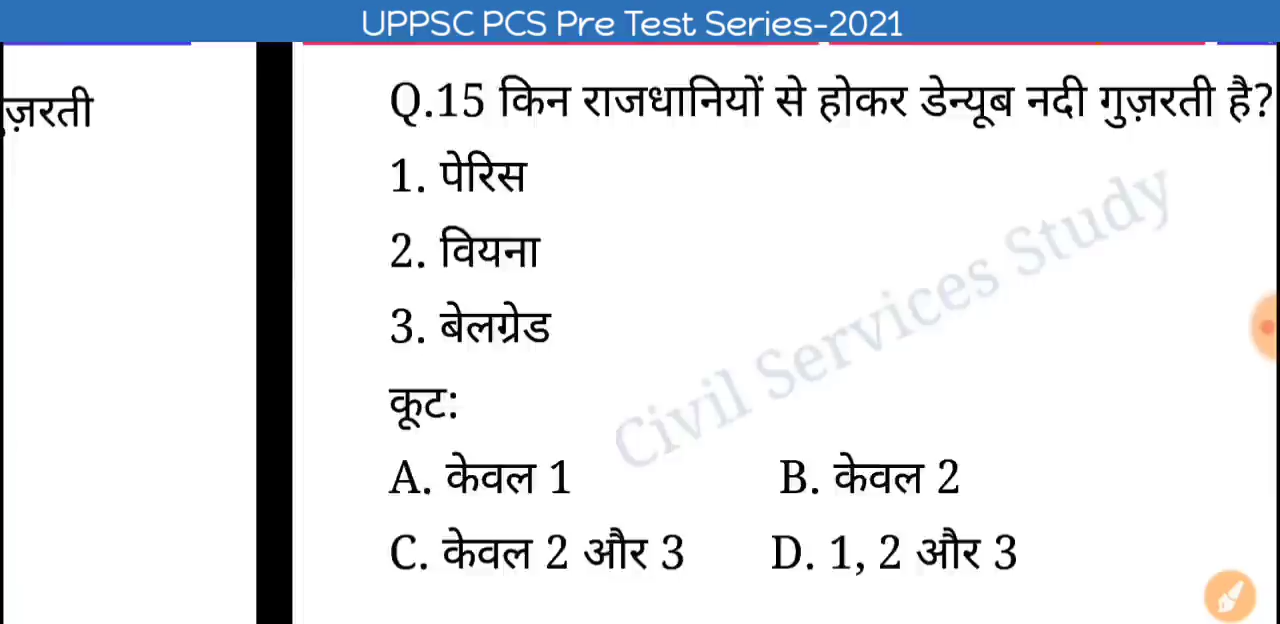 UPPSC PCS Pre Test Series-2021
ज़रती
Q.15 किन राजधानियों से होकर डेन्यूब नदी गुज़रती है?
1. पेरिस
2. वियना
3. बेलग्रेड
कूट:
A. केवल 1 B. केवल 2
C. केवल 2 और 3 D. 1, 2 और 3
Civil Services Study